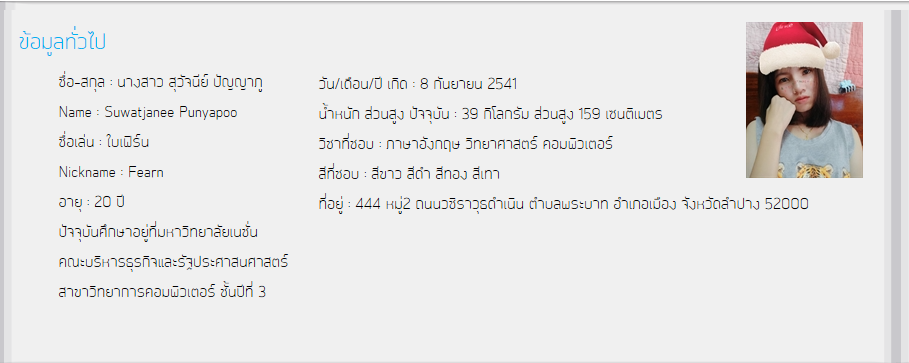 ข้อมูลทั่วไป
ชื่อ-สกุล : นางสาว สุวัจนีย์ ปัญญาภู
Name : Suwatjanee Punyapoo
ชื่อเล่น : ใบเฟิร์น
Nickname : Fearn
อายุ : 20 ปี
ปัจจุบันศึกษาอยู่ที่มหาวิทยาลัยเนชั่น
คณะบริหารธุรกิจและรัฐประศาสนศาสตร์
สาขาวิทยาการคอมพิวเตอร์ ชั้นปีที่ 3
วัน/เดือน/ปี เกิด : 8 กันยายน 2541
น้ำหนัก ส่วนสูง ปัจจุบัน : 39 กิโลกรัม ส่วนสูง 159 เซนติเมตร
วิชาที่ชอบ : ภาษาอังกฤษ วิทยาศาสตร์ คอมพิวเตอร์
สีที่ชอบ : สีขาว สีดำ สีทอง สีเทา
ที่อยู่ : 444 หมู่2 ถนนวชิราวุธดำเนิน ตำบลพระบาท อำเภอเมือง จังหวัดลำปาง 52000